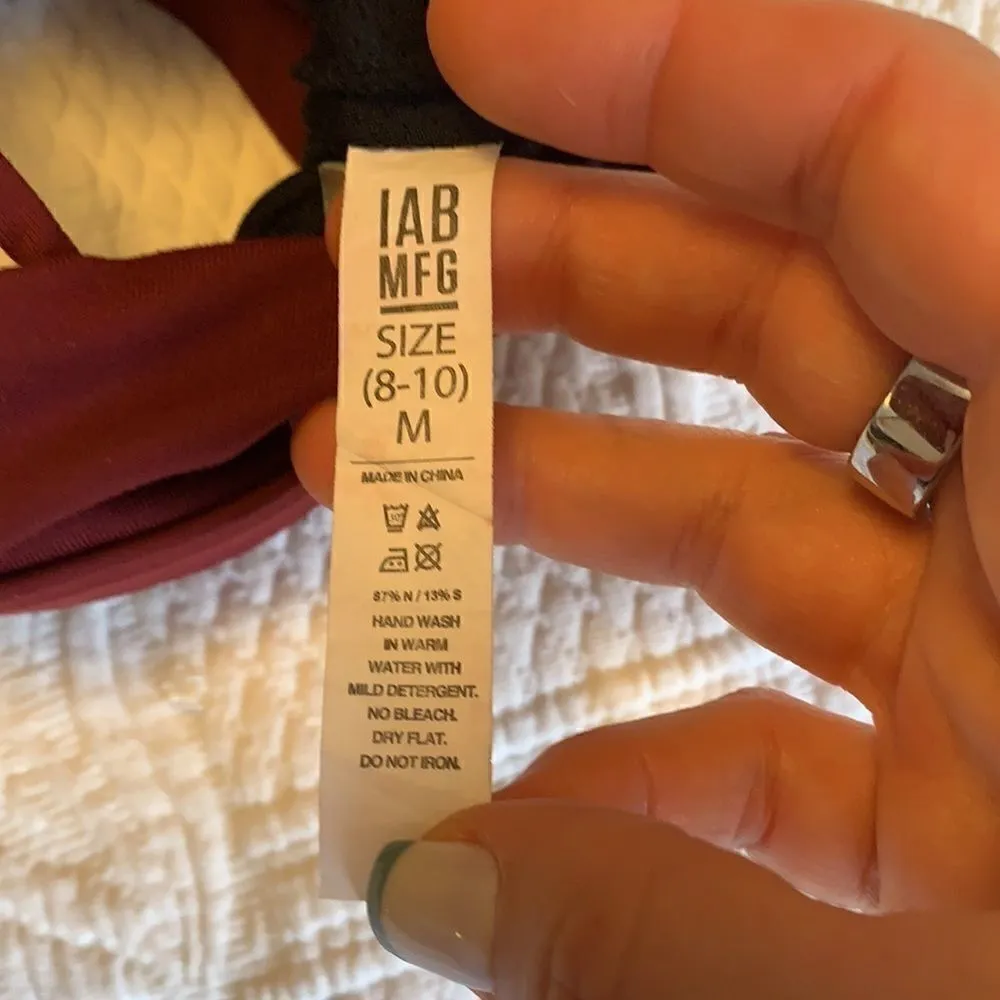 IAB
MFG
SIZE
(8-10)
M
MADE IN CHINA
87% N / 13% S
HAND WASH
IN WARM
WATER WITH
MILD DETERGENT.
NO BLEACH.
DRY FLAT.
DO NOT IRON.